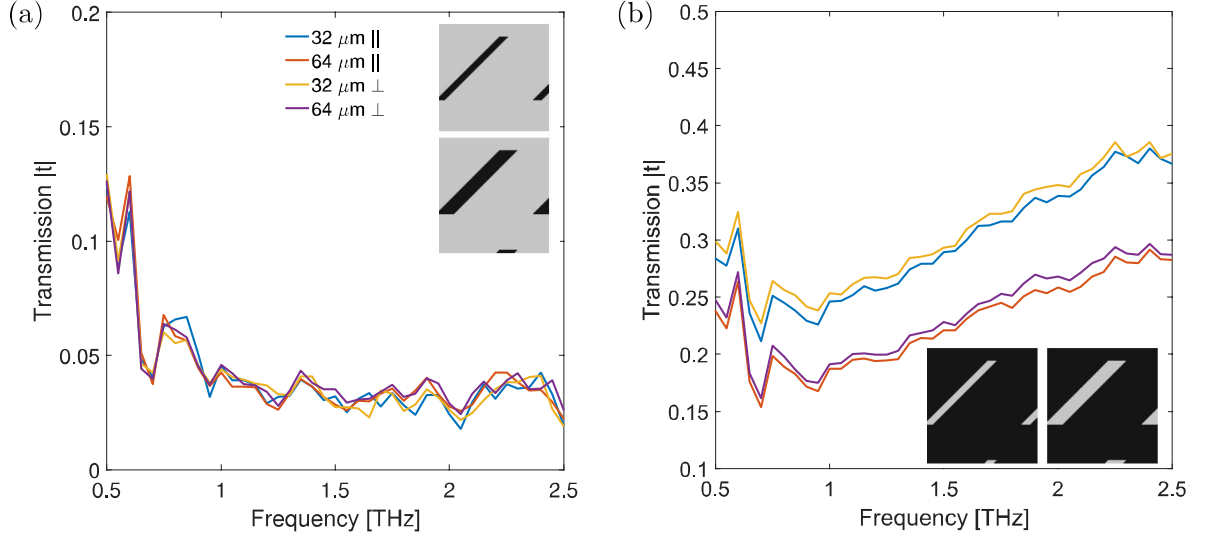 (a)
0.2
0.15
0.1
0.05
0
Transmission |t|
32 μm ||
64 μm ||
32 μm ⊥
64 μm ⊥
0.5 1 1.5 2 2.5
Frequency [THz]
(b)
0.5
0.45
0.4
0.35
0.3
0.25
0.2
0.15
0.1
Transmission |t|
0.5 1 1.5 2 2.5
Frequency [THz]